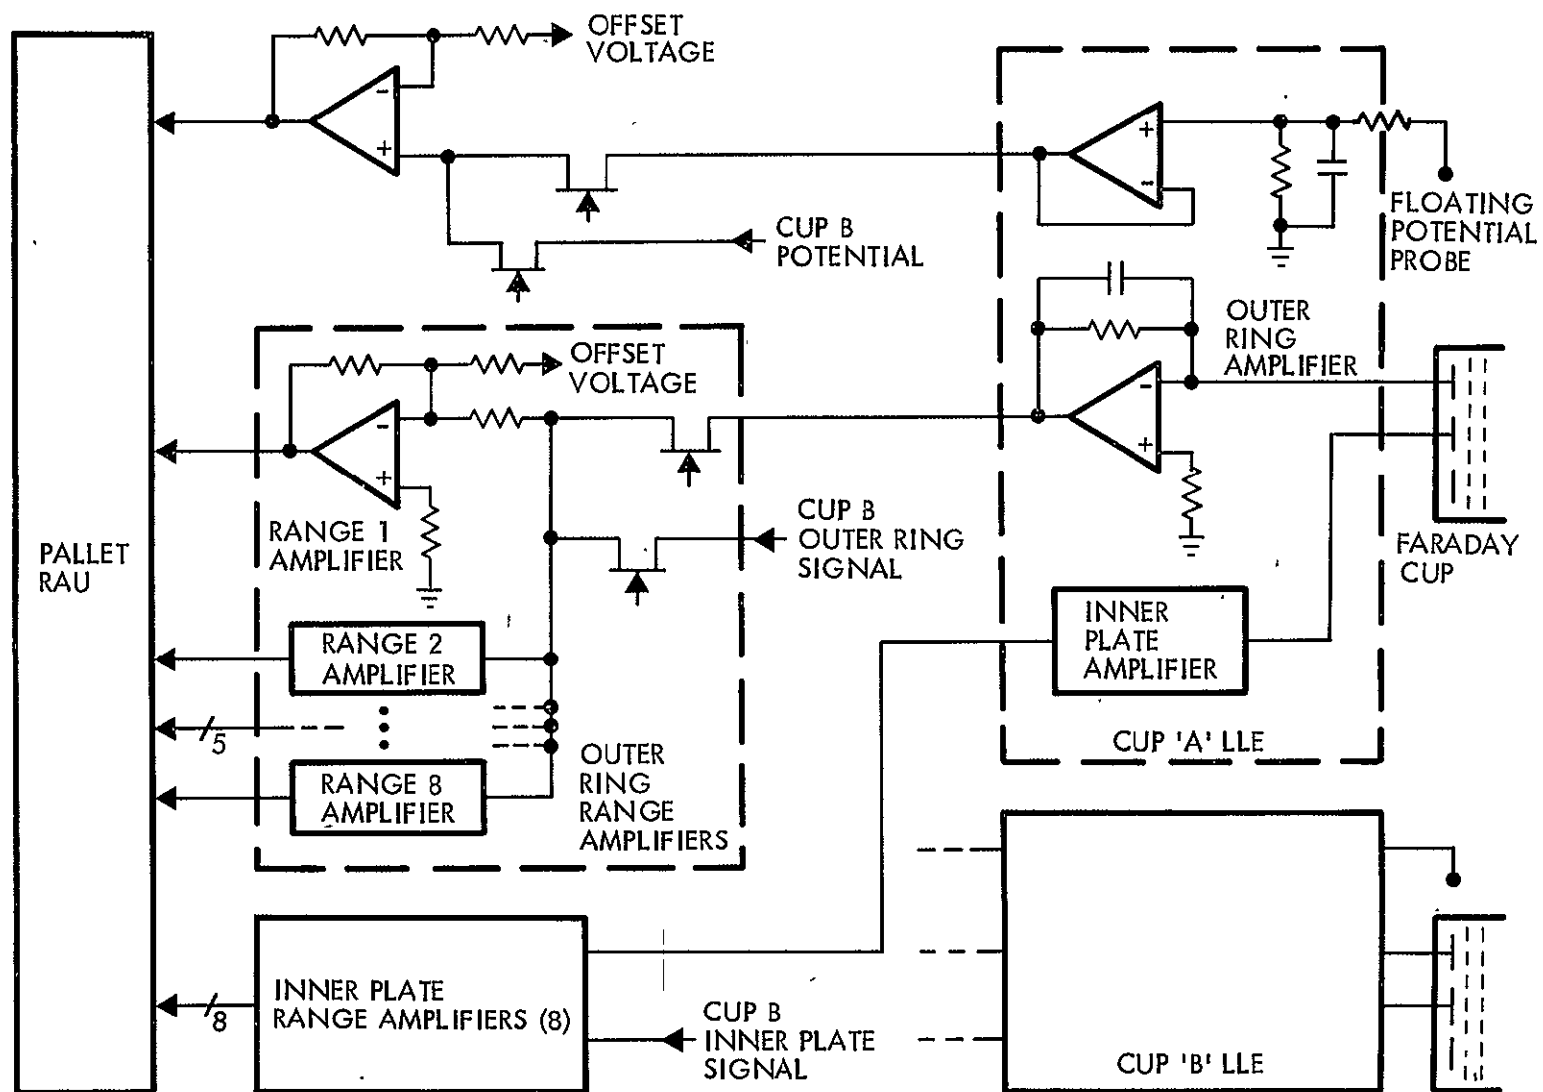 OFFSET
VOLTAGE
-
+
CUP B
POTENTIAL
+
-
FLOATING
POTENTIAL
PROBE
OUTER
RING
AMPLIFIER
-
+
OFFSET
VOLTAGE
-
+
RANGE 1
AMPLIFIER
CUP B
OUTER RING
SIGNAL
PALLET
RAU
FARADAY
CUP
INNER
PLATE
AMPLIFIER
CUP 'A' LLE
RANGE 2
AMPLIFIER
5
RANGE 8
AMPLIFIER
OUTER
RING
RANGE
AMPLIFIERS
INNER PLATE
RANGE AMPLIFIERS (8)
8
CUP B
INNER PLATE
SIGNAL
CUP 'B' LLE